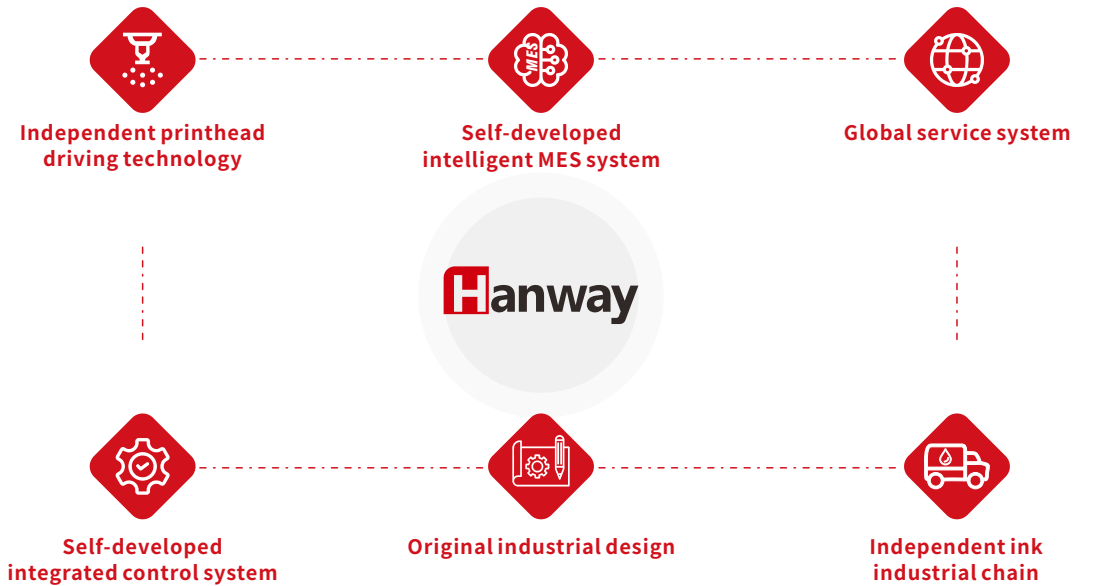 MES
Independent printhead
driving technology
Self-developed
intelligent MES system
Global service system
Hanway
Self-developed
integrated control system
Original industrial design
Independent ink
industrial chain